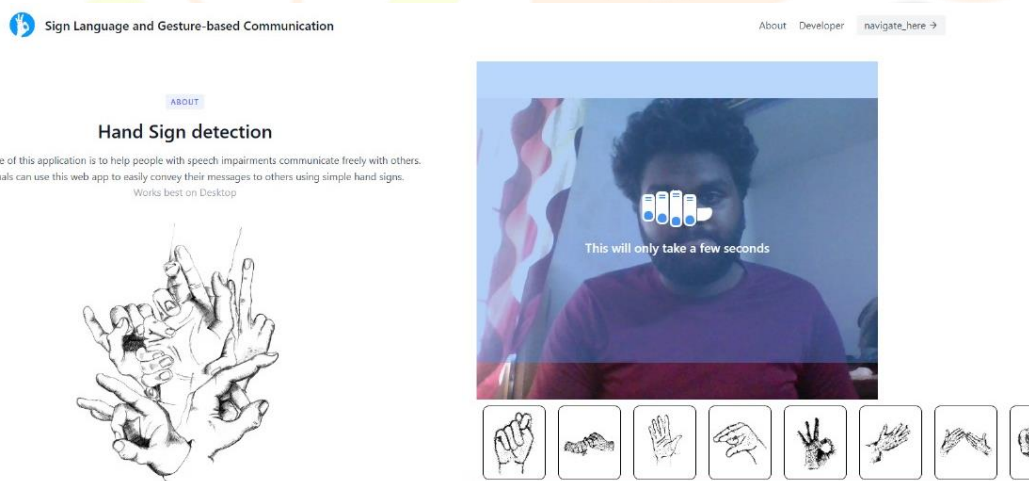 Sign Language and Gesture-based Communication
About Developer navigate_here →
ABOUT
Hand Sign detection
e of this application is to help people with speech impairments communicate freely with others.
als can use this web app to easily convey their messages to others using simple hand signs.
Works best on Desktop
This will only take a few seconds